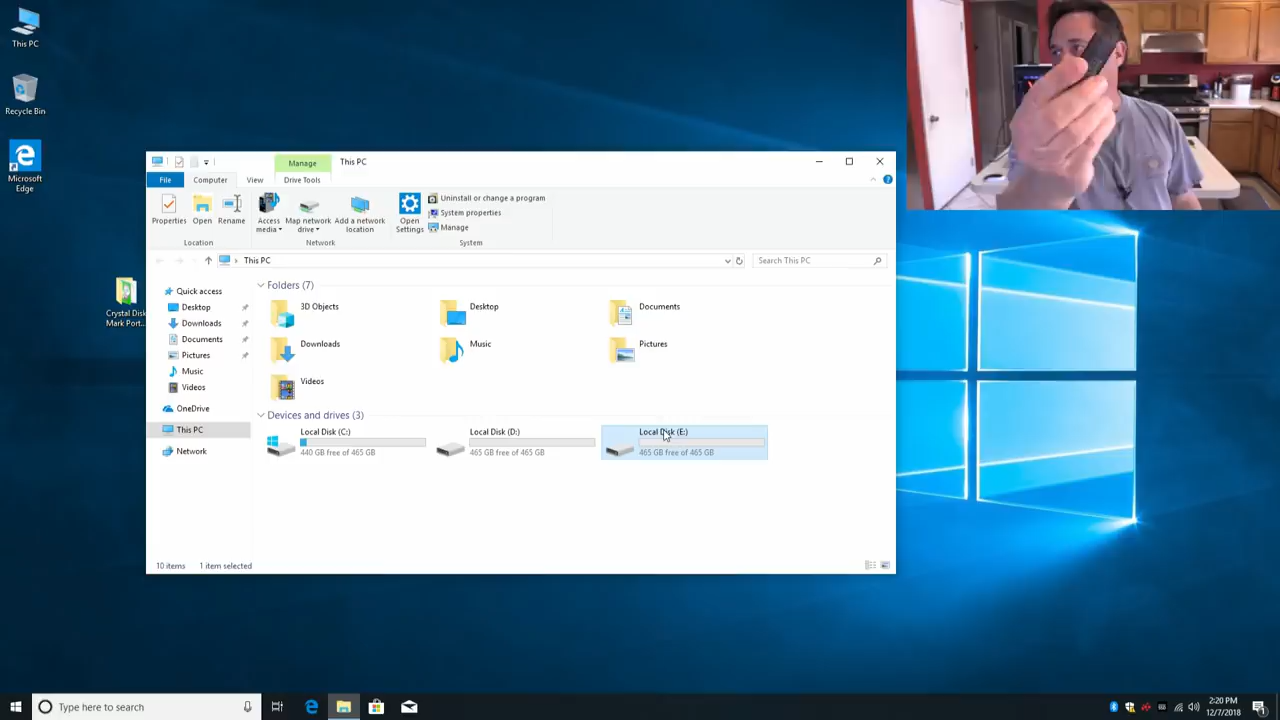 This PC
Recycle Bin
Microsoft
Edge
Crystal Disk
Mark Port...
Manage
This PC
File
Computer
View
Drive Tools
Properties
Open
Rename
Access
media
Map network
drive
Add a network
location
Open
Settings
Uninstall or change a program
System properties
Manage
Location
Network
System
This PC
Search This PC
Quick access
Desktop
Downloads
Documents
Pictures
Music
Videos
OneDrive
This PC
Network
Folders (7)
3D Objects
Desktop
Documents
Downloads
Music
Pictures
Videos
Devices and drives (3)
Local Disk (C:)
440 GB free of 465 GB
Local Disk (D:)
465 GB free of 465 GB
Local Disk (E:)
465 GB free of 465 GB
10 items
1 item selected
Type here to search
2:20 PM
12/7/2018
1